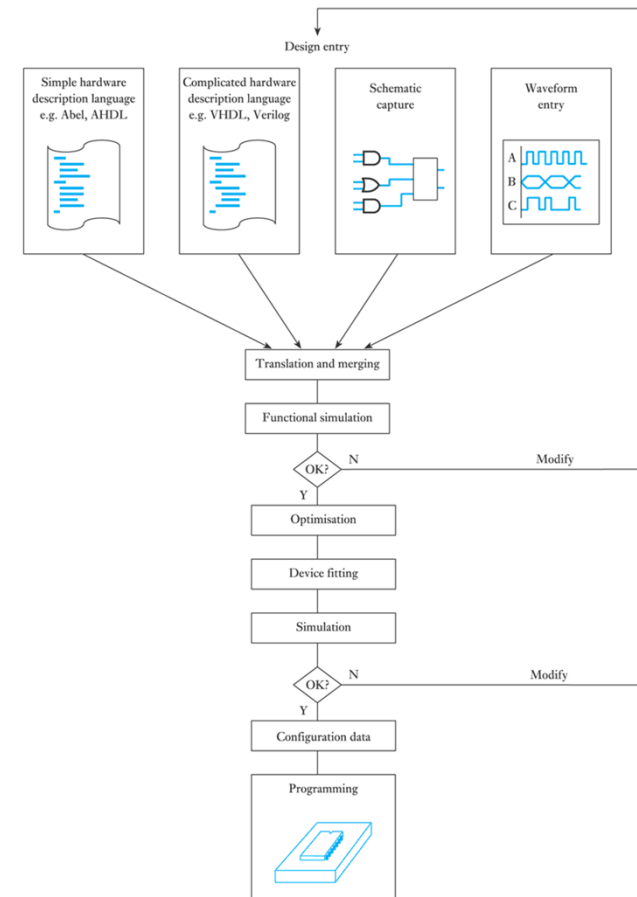 Design entry
Simple hardware
description language
e.g. Abel, AHDL
Complicated hardware
description language
e.g. VHDL, Verilog
Schematic
capture
Waveform
entry
A
B
C
Translation and merging
Functional simulation
OK?
N
Modify
Y
Optimisation
Device fitting
Simulation
OK?
N
Modify
Y
Configuration data
Programming